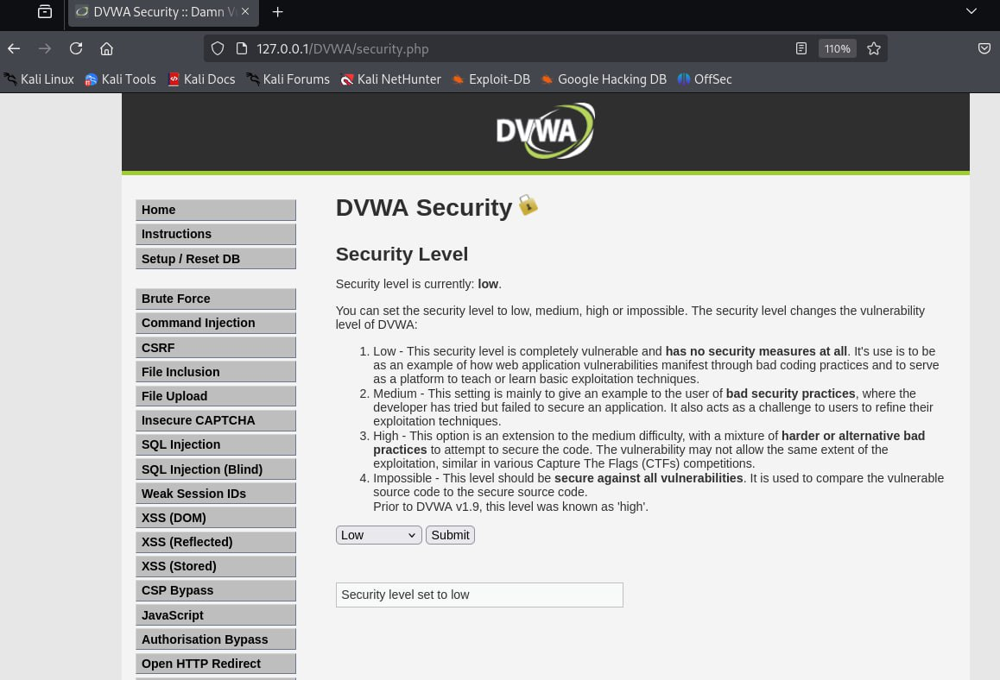 DVWA Security :: Damn Vu
127.0.0.1/DVWA/security.php
110%
Kali Linux
Kali Tools
Kali Docs
Kali Forums
Kali NetHunter
Exploit-DB
Google Hacking DB
OffSec
DVWA
Home
Instructions
Setup / Reset DB
Brute Force
Command Injection
CSRF
File Inclusion
File Upload
Insecure CAPTCHA
SQL Injection
SQL Injection (Blind)
Weak Session IDs
XSS (DOM)
XSS (Reflected)
XSS (Stored)
CSP Bypass
JavaScript
Authorisation Bypass
Open HTTP Redirect
DVWA Security
Security Level
Security level is currently: low.
You can set the security level to low, medium, high or impossible. The security level changes the vulnerability
level of DVWA:
1. Low - This security level is completely vulnerable and has no security measures at all. It's use is to be
as an example of how web application vulnerabilities manifest through bad coding practices and to serve
as a platform to teach or learn basic exploitation techniques.
2. Medium - This setting is mainly to give an example to the user of bad security practices, where the
developer has tried but failed to secure an application. It also acts as a challenge to users to refine their
exploitation techniques.
3. High - This option is an extension to the medium difficulty, with a mixture of harder or alternative bad
practices to attempt to secure the code. The vulnerability may not allow the same extent of the
exploitation, similar in various Capture The Flags (CTFs) competitions.
4. Impossible - This level should be secure against all vulnerabilities. It is used to compare the vulnerable
source code to the secure source code.
Prior to DVWA v1.9, this level was known as 'high'.
Low
Submit
Security level set to low